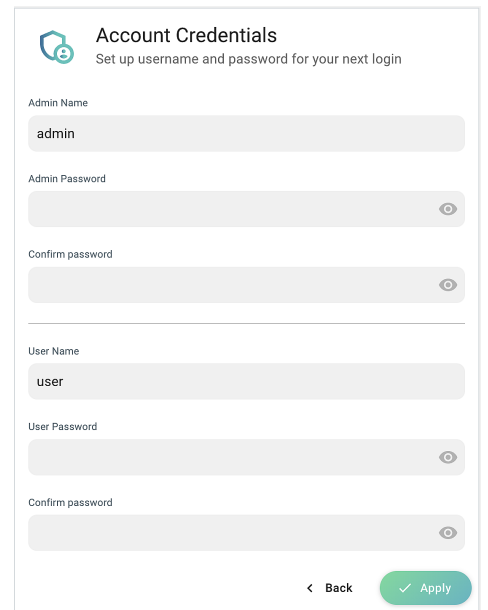 Account Credentials
Set up username and password for your next login
Admin Name
admin
Admin Password
Confirm password
User Name
user
User Password
Confirm password
Back
Apply